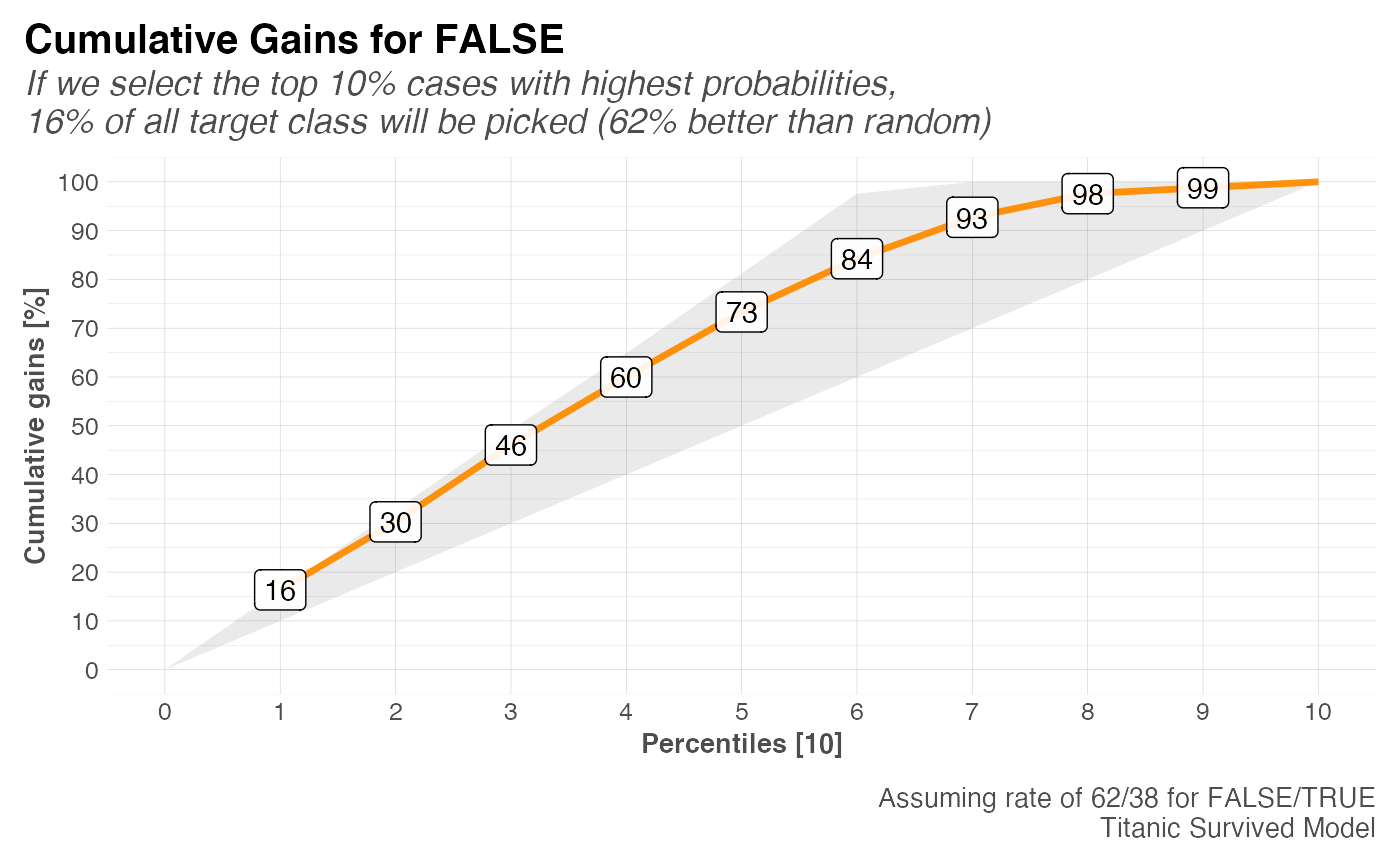 Cumulative Gains for FALSE
If we select the top 10% cases with highest probabilities,
16% of all target class will be picked (62% better than random)
Cumulative gains [%]
100
90
80
70
60
50
40
30
20
10
0
16
30
46
60
73
84
93
98
99
0 1 2 3 4 5 6 7 8 9 10
Percentiles [10]
Assuming rate of 62/38 for FALSE/TRUE
Titanic Survived Model